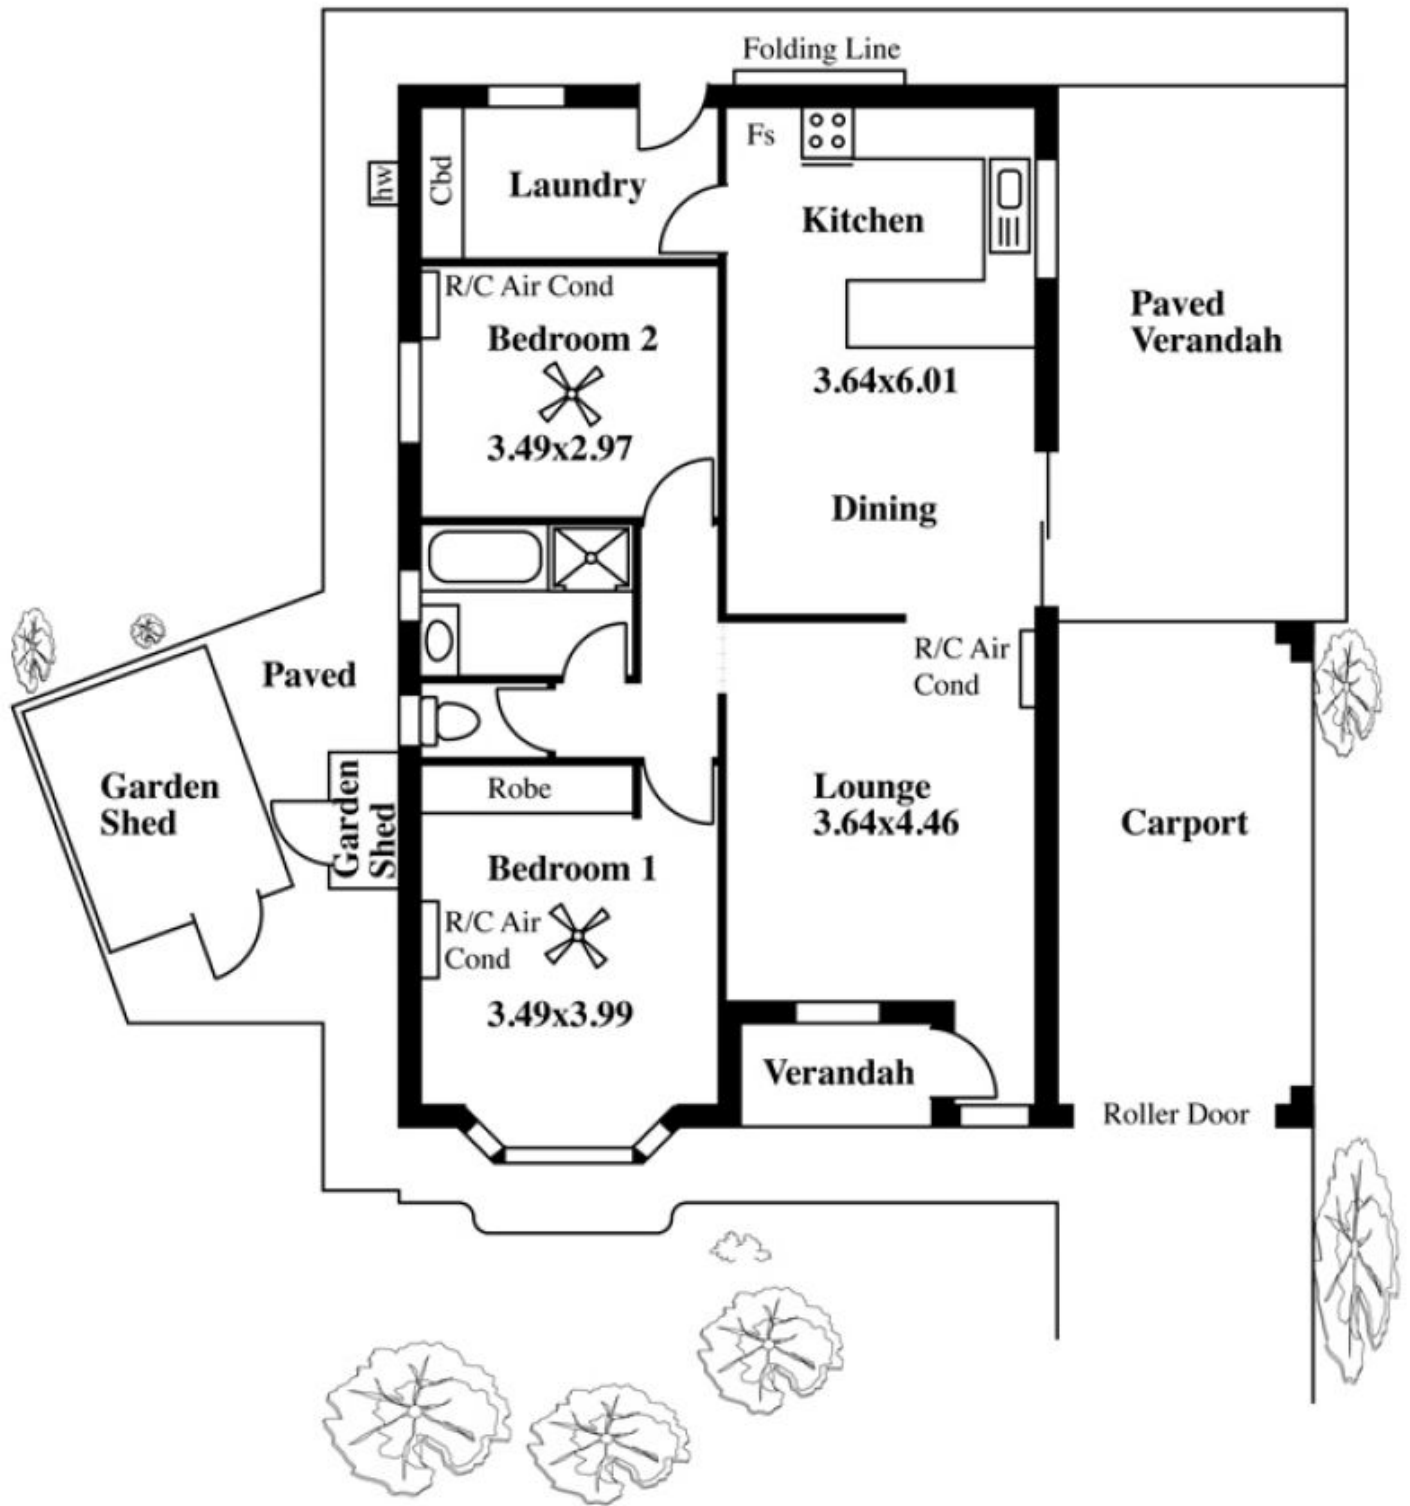 Folding Line
Fs
hw
Cbd
Laundry
Kitchen
R/C Air Cond
Bedroom 2
3.49x2.97
3.64x6.01
Paved
Verandah
Dining
Paved
R/C Air
Cond
Garden
Shed
Garden
Shed
Robe
Lounge
3.64x4.46
Carport
Bedroom 1
R/C Air
Cond
3.49x3.99
Verandah
Roller Door